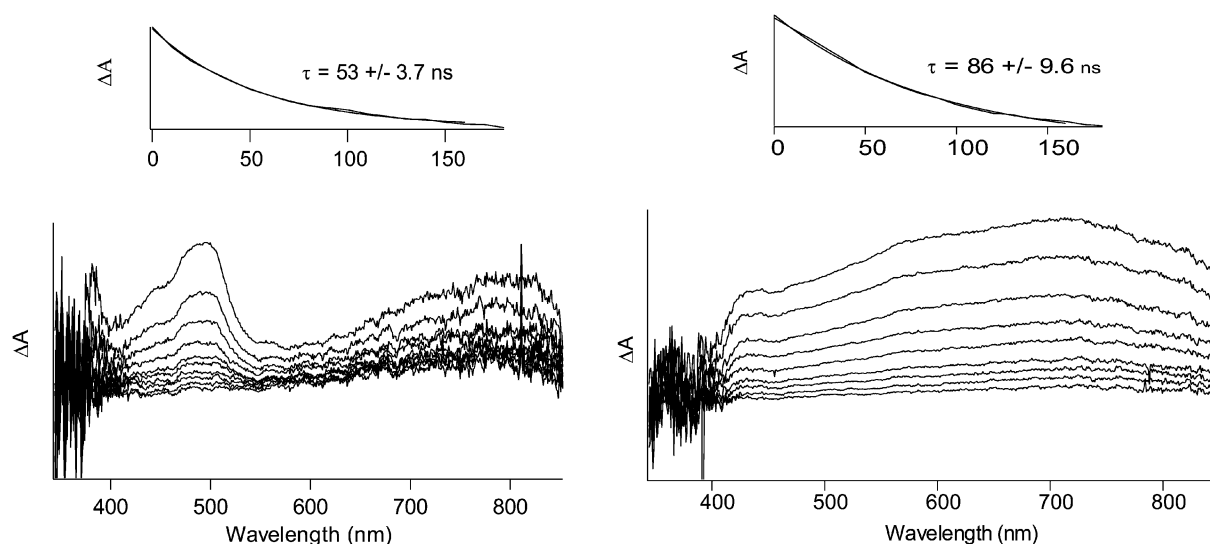 ΔA
τ = 53 +/- 3.7 ns
0 50 100 150
ΔA
400 500 600 700 800
Wavelength (nm)
ΔA
τ = 86 +/- 9.6 ns
0 50 100 150
ΔA
400 500 600 700 800
Wavelength (nm)